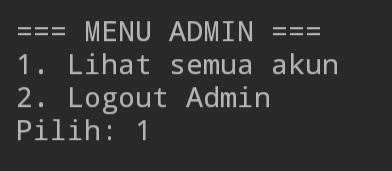 === MENU ADMIN ===
1. Lihat semua akun
2. Logout Admin
Pilih: 1